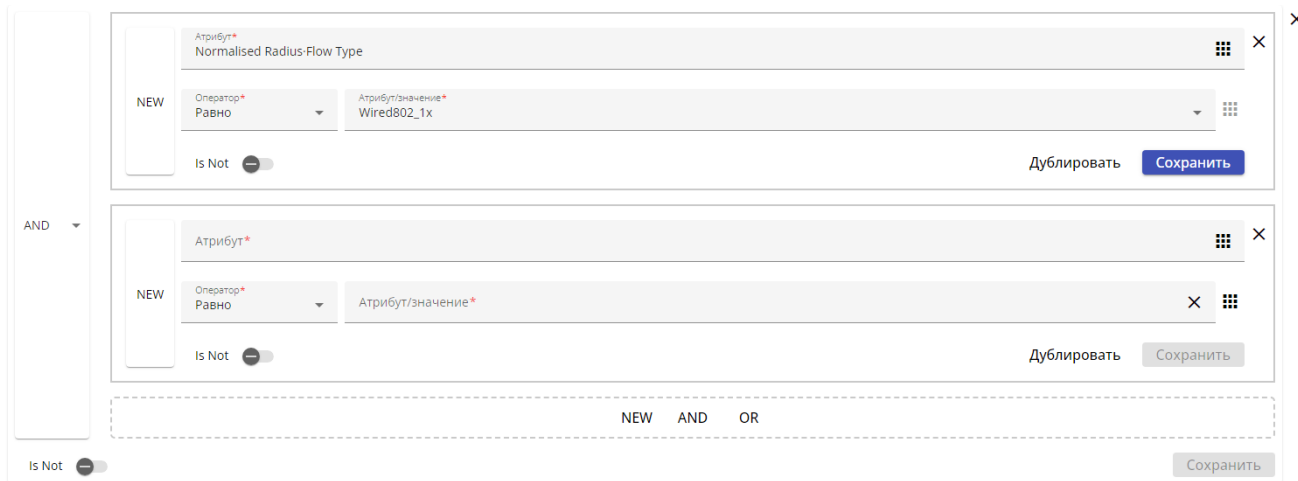 Атрибут*
Normalised Radius·Flow Type
NEW
Оператор*
Равно
Атрибут/значение*
Wired802_1x
Is Not
Дублировать
Сохранить
AND
Атрибут*
NEW
Оператор*
Равно
Атрибут/значение*
Is Not
Дублировать
Сохранить
NEW AND OR
Is Not
Сохранить